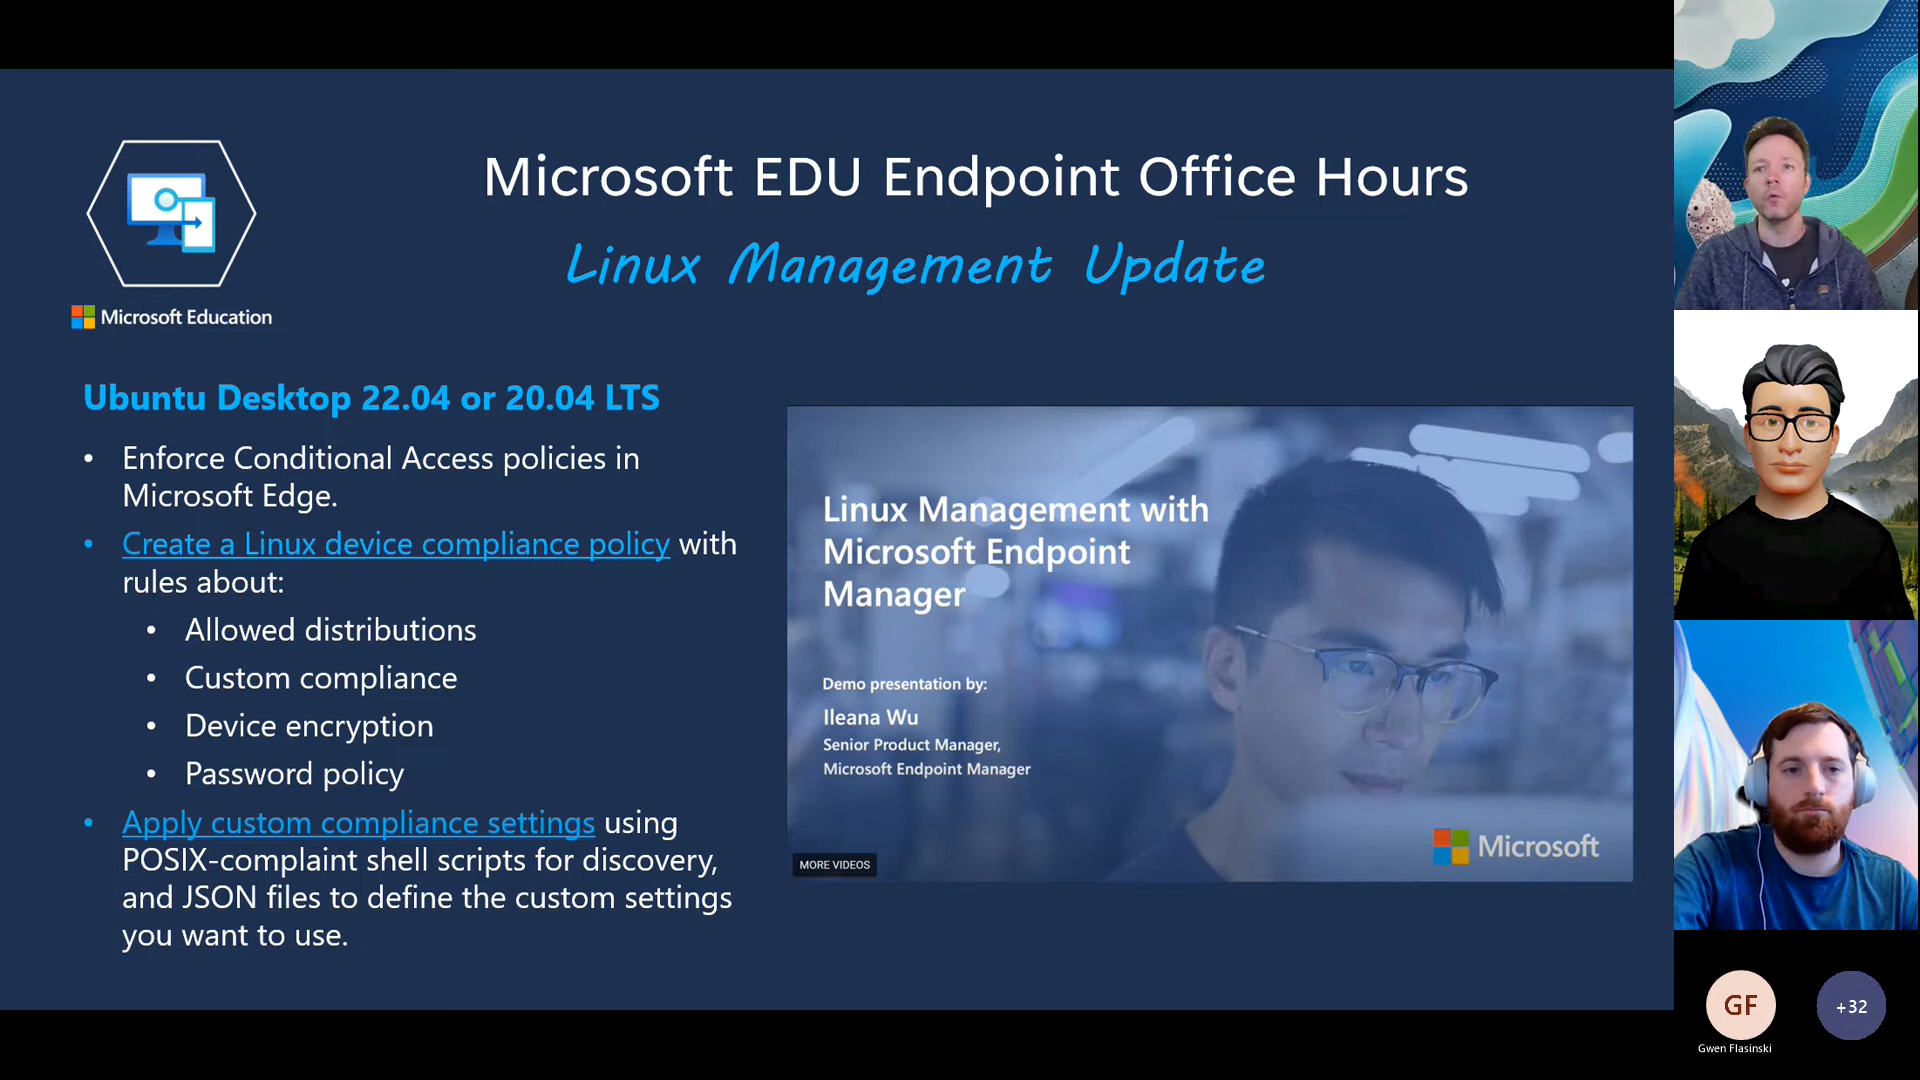 Microsoft EDU Endpoint Office Hours
Linux Management Update
Microsoft Education
Ubuntu Desktop 22.04 or 20.04 LTS
• Enforce Conditional Access policies in
Microsoft Edge.
• Create a Linux device compliance policy with
rules about:
• Allowed distributions
• Custom compliance
• Device encryption
• Password policy
• Apply custom compliance settings using
POSIX-complaint shell scripts for discovery,
and JSON files to define the custom settings
you want to use.
Linux Management with
Microsoft Endpoint
Manager
Demo presentation by:
Ileana Wu
Senior Product Manager,
Microsoft Endpoint Manager
MORE VIDEOS
Microsoft
GF
+32
Gwen Flasinski